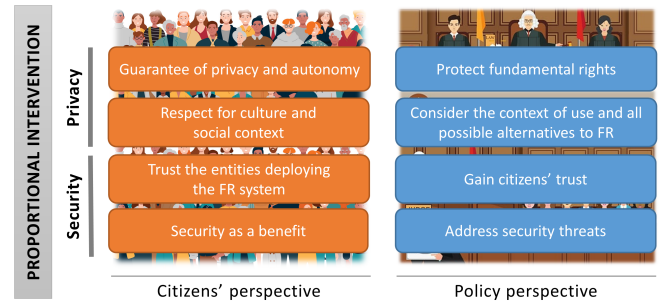 PROPORTIONAL INTERVENTION
Privacy
Guarantee of privacy and autonomy
Protect fundamental rights
Respect for culture and
social context
Consider the context of use and all
possible alternatives to FR
Security
Trust the entities deploying
the FR system
Gain citizens' trust
Security as a benefit
Address security threats
Citizens' perspective
Policy perspective